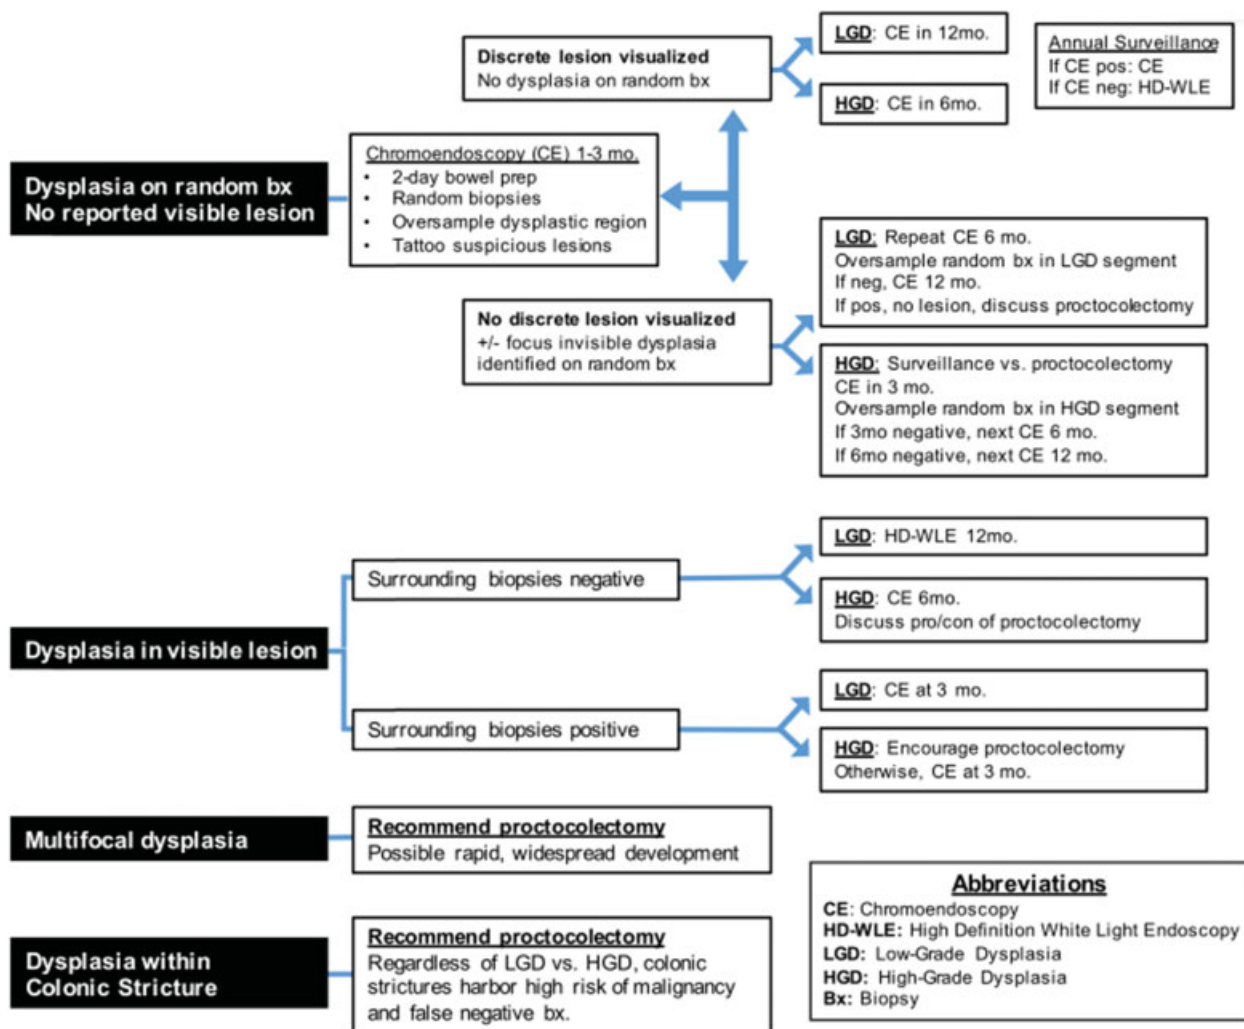 Dysplasia on random bx
No reported visible lesion
Chromoendoscopy (CE) 1-3 mo.
• 2-day bowel prep
• Random biopsies
• Oversample dysplastic region
• Tattoo suspicious lesions
Discrete lesion visualized
No dysplasia on random bx
LGD: CE in 12mo.
HGD: CE in 6mo.
Annual Surveillance
If CE pos: CE
If CE neg: HD-WLE
No discrete lesion visualized
+/- focus invisible dysplasia
identified on random bx
LGD: Repeat CE 6 mo.
Oversample random bx in LGD segment
If neg, CE 12 mo.
If pos, no lesion, discuss proctocolectomy
HGD: Surveillance vs. proctocolectomy
CE in 3 mo.
Oversample random bx in HGD segment
If 3mo negative, next CE 6 mo.
If 6mo negative, next CE 12 mo.
Dysplasia in visible lesion
Surrounding biopsies negative
LGD: HD-WLE 12mo.
HGD: CE 6mo.
Discuss pro/con of proctocolectomy
Surrounding biopsies positive
LGD: CE at 3 mo.
HGD: Encourage proctocolectomy
Otherwise, CE at 3 mo.
Multifocal dysplasia
Recommend proctocolectomy
Possible rapid, widespread development
Dysplasia within
Colonic Stricture
Recommend proctocolectomy
Regardless of LGD vs. HGD, colonic
strictures harbor high risk of malignancy
and false negative bx.
Abbreviations
CE: Chromoendoscopy
HD-WLE: High Definition White Light Endoscopy
LGD: Low-Grade Dysplasia
HGD: High-Grade Dysplasia
Bx: Biopsy